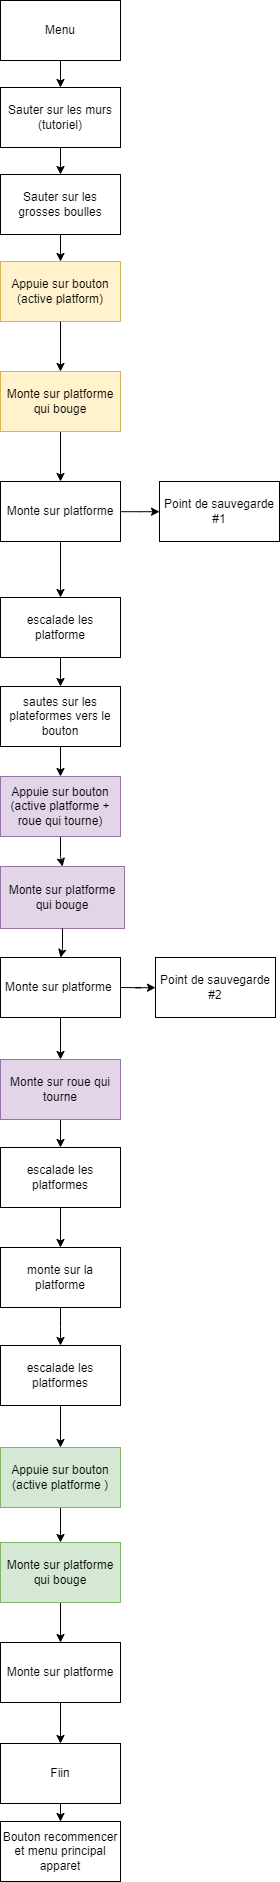 Menu
Sauter sur les murs
(tutoriel)
Sauter sur les
grosses boulles
Appuie sur bouton
(active platform)
Monte sur platforme
qui bouge
Monte sur platforme
Point de sauvegarde
#1
escalade les
platforme
sautes sur les
plateformes vers le
bouton
Appuie sur bouton
(active platforme +
roue qui tourne)
Monte sur platforme
qui bouge
Monte sur platforme
Point de sauvegarde
#2
Monte sur roue qui
tourne
escalade les
platformes
monte sur la
platforme
escalade les
platformes
Appuie sur bouton
(active platforme )
Monte sur platforme
qui bouge
Monte sur platforme
Fiin
Bouton recommencer
et menu principal
apparet